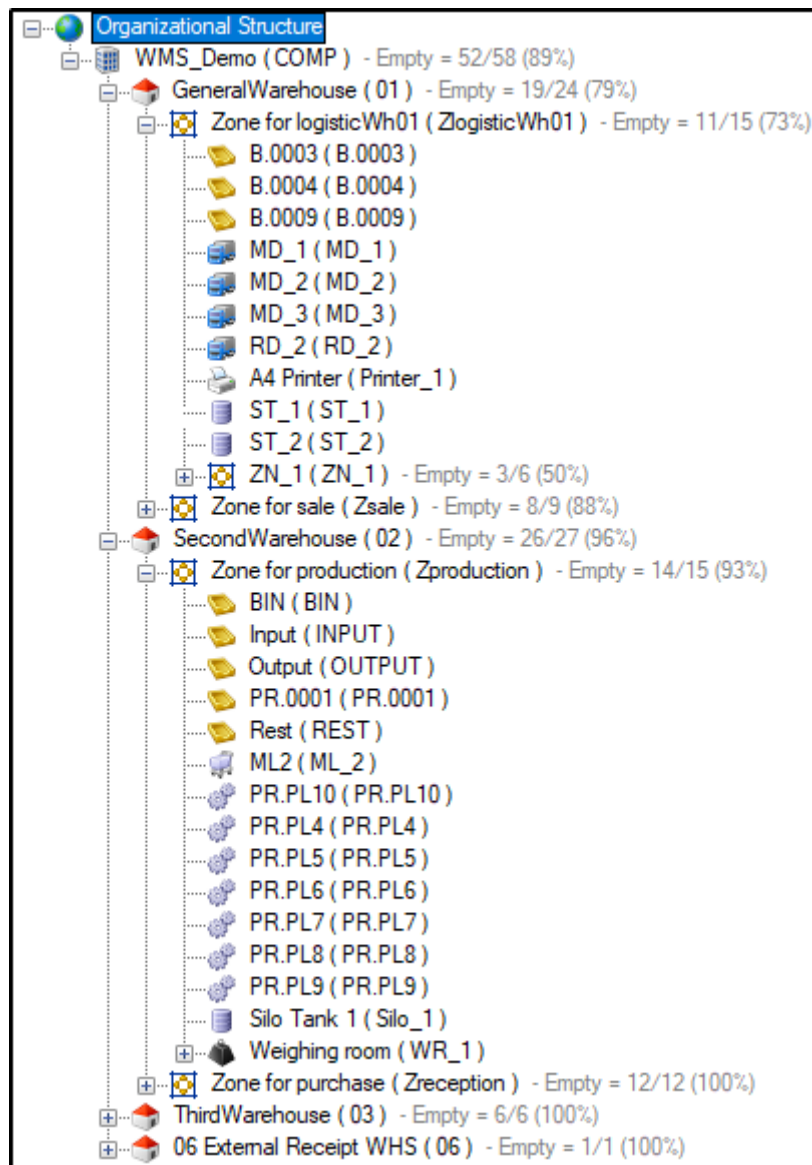 Organizational Structure
WMS_Demo ( COMP ) - Empty = 52/58 (89%)
GeneralWarehouse ( 01 ) - Empty = 19/24 (79%)
Zone for logisticWh01 ( ZlogisticWh01 ) - Empty = 11/15 (73%)
B.0003 ( B.0003 )
B.0004 ( B.0004 )
B.0009 ( B.0009 )
MD_1 ( MD_1 )
MD_2 ( MD_2 )
MD_3 ( MD_3 )
RD_2 ( RD_2 )
A4 Printer ( Printer_1 )
ST_1 ( ST_1 )
ST_2 ( ST_2 )
ZN_1 ( ZN_1 ) - Empty = 3/6 (50%)
Zone for sale ( Zsale ) - Empty = 8/9 (88%)
SecondWarehouse ( 02 ) - Empty = 26/27 (96%)
Zone for production ( Zproduction ) - Empty = 14/15 (93%)
BIN ( BIN )
Input ( INPUT )
Output ( OUTPUT )
PR.0001 ( PR.0001 )
Rest ( REST )
ML2 ( ML_2 )
PR.PL10 ( PR.PL10 )
PR.PL4 ( PR.PL4 )
PR.PL5 ( PR.PL5 )
PR.PL6 ( PR.PL6 )
PR.PL7 ( PR.PL7 )
PR.PL8 ( PR.PL8 )
PR.PL9 ( PR.PL9 )
Silo Tank 1 ( Silo_1 )
Weighing room ( WR_1 )
Zone for purchase ( Zreception ) - Empty = 12/12 (100%)
ThirdWarehouse ( 03 ) - Empty = 6/6 (100%)
06 External Receipt WHS ( 06 ) - Empty = 1/1 (100%)